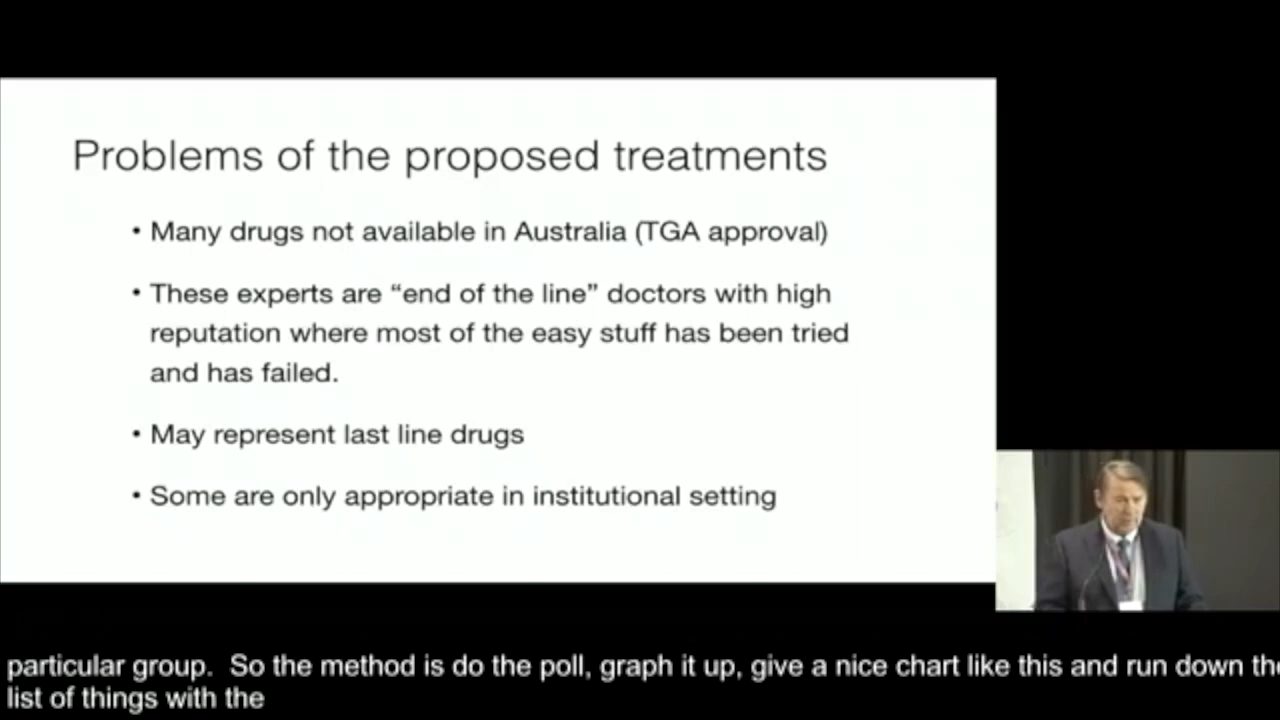 Problems of the proposed treatments
• Many drugs not available in Australia (TGA approval)
• These experts are “end of the line” doctors with high
reputation where most of the easy stuff has been tried
and has failed.
• May represent last line drugs
• Some are only appropriate in institutional setting
particular group.  So the method is do the poll, graph it up, give a nice chart like this and run down the
list of things with the